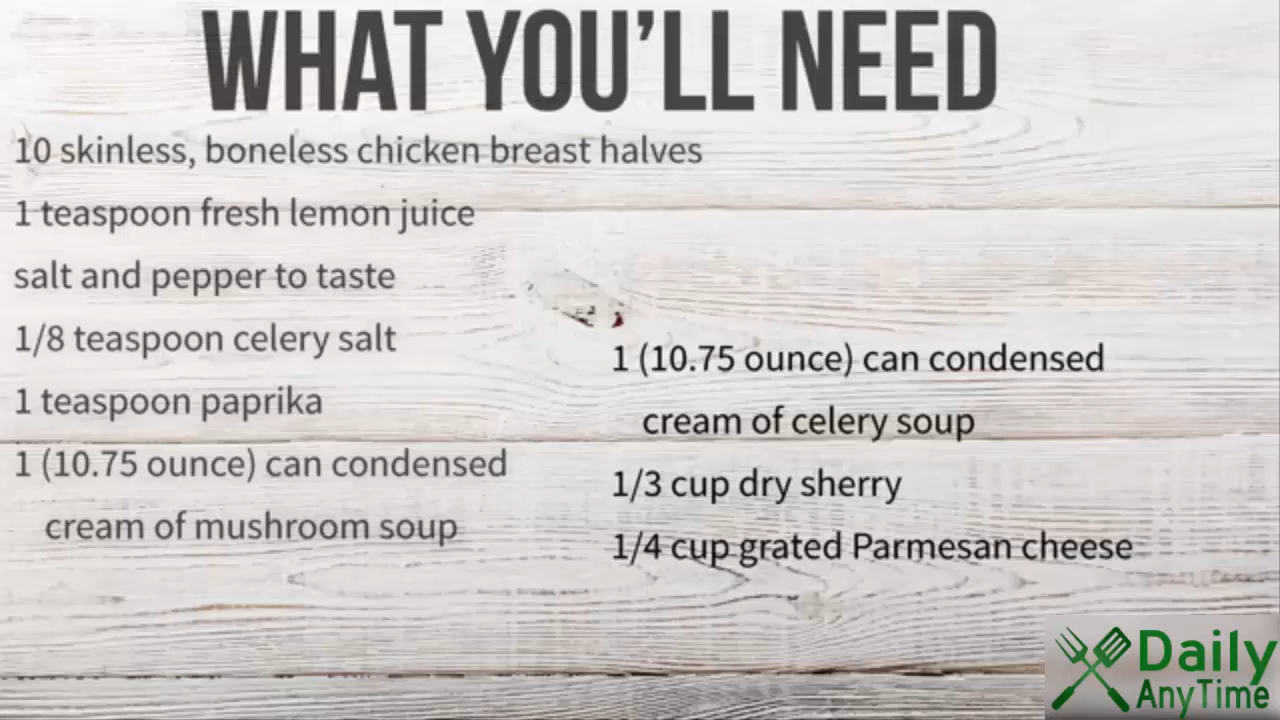 WHAT YOU'LL NEED
10 skinless, boneless chicken breast halves
1 teaspoon fresh lemon juice
salt and pepper to taste
1/8 teaspoon celery salt
1 teaspoon paprika
1 (10.75 ounce) can condensed
cream of mushroom soup
1 (10.75 ounce) can condensed
cream of celery soup
1/3 cup dry sherry
1/4 cup grated Parmesan cheese
Daily
AnyTime